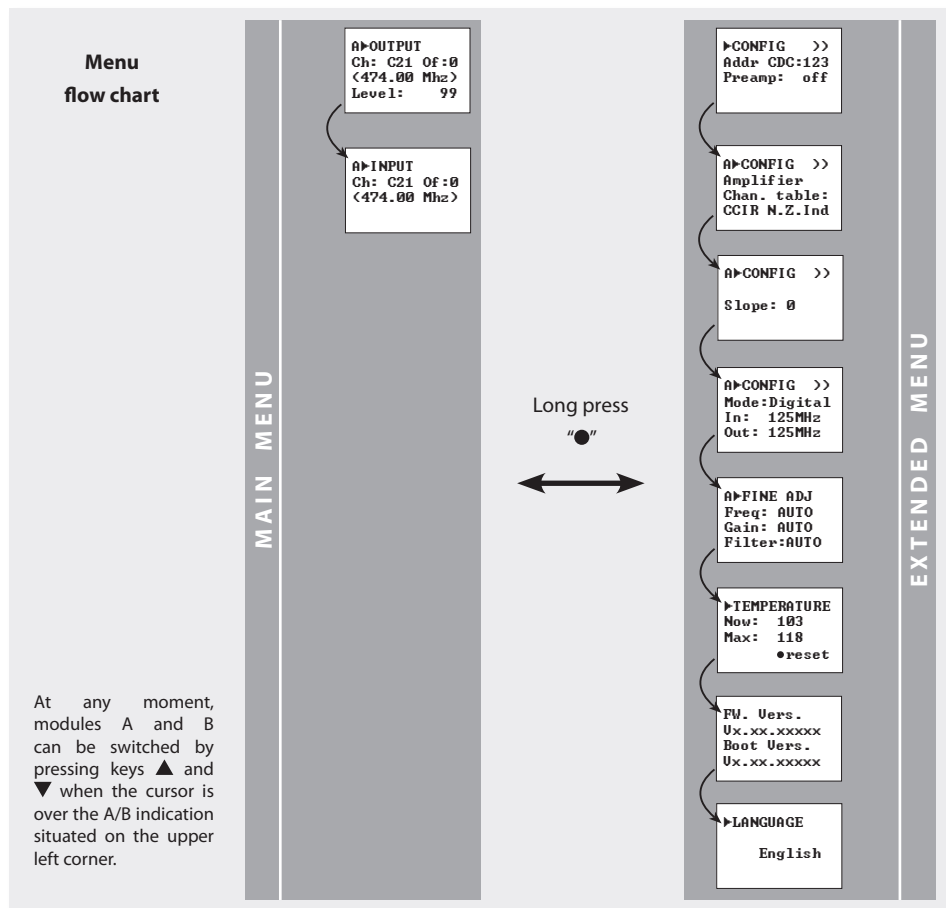 Menu
flow chart
MAIN MENU
A▶OUTPUT
Ch: C21 Of:0
(474.00 Mhz)
Level: 99
A▶INPUT
Ch: C21 Of:0
(474.00 Mhz)
Long press
"●"
▶CONFIG >>
Addr CDC:123
Preamp: off
A▶CONFIG >>
Amplifier
Chan. table:
CCIR N.Z.Ind
A▶CONFIG >>
Slope: 0
A▶CONFIG >>
Mode:Digital
In: 125MHz
Out: 125MHz
A▶FINE ADJ
Freq: AUTO
Gain: AUTO
Filter:AUTO
▶TEMPERATURE
Now: 103
Max: 118
●reset
FW. Vers.
Vx.xx.xxxxx
Boot Vers.
Vx.xx.xxxxx
▶LANGUAGE
English
EXTENDED MENU
At any moment,
modules A and B
can be switched by
pressing keys ▲ and
▼ when the cursor is
over the A/B indication
situated on the upper
left corner.